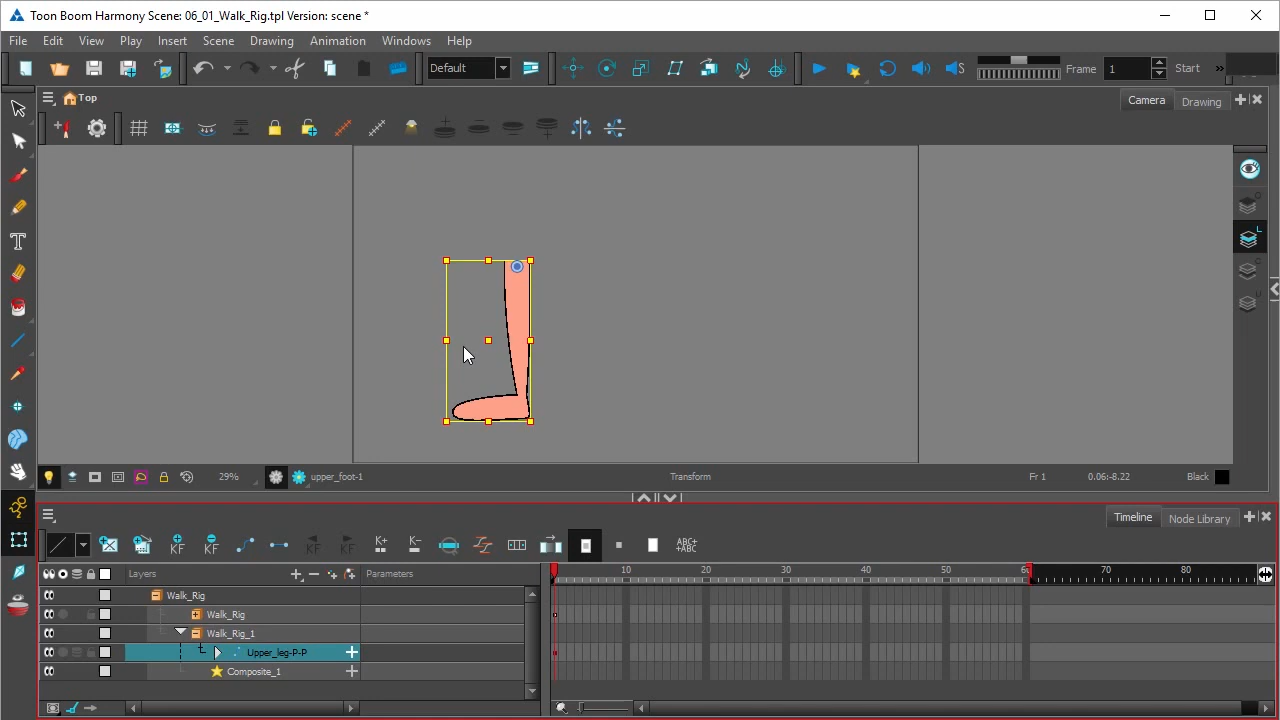 Toon Boom Harmony Scene: 06_01_Walk_Rig.tpl Version: scene *
File Edit View Play Insert Scene Drawing Animation Windows Help
Default Frame 1 Start »
Top Camera Drawing
T
29% upper_foot-1 Transform Fr 1 0.06:-8.22 Black
Timeline Node Library
KF KF KF KF K+ K- ABC+ +ABC
Layers Parameters 10 20 30 40 50 60 70 80
Walk_Rig
Walk_Rig
Walk_Rig_1
Upper_leg-P-P
Composite_1